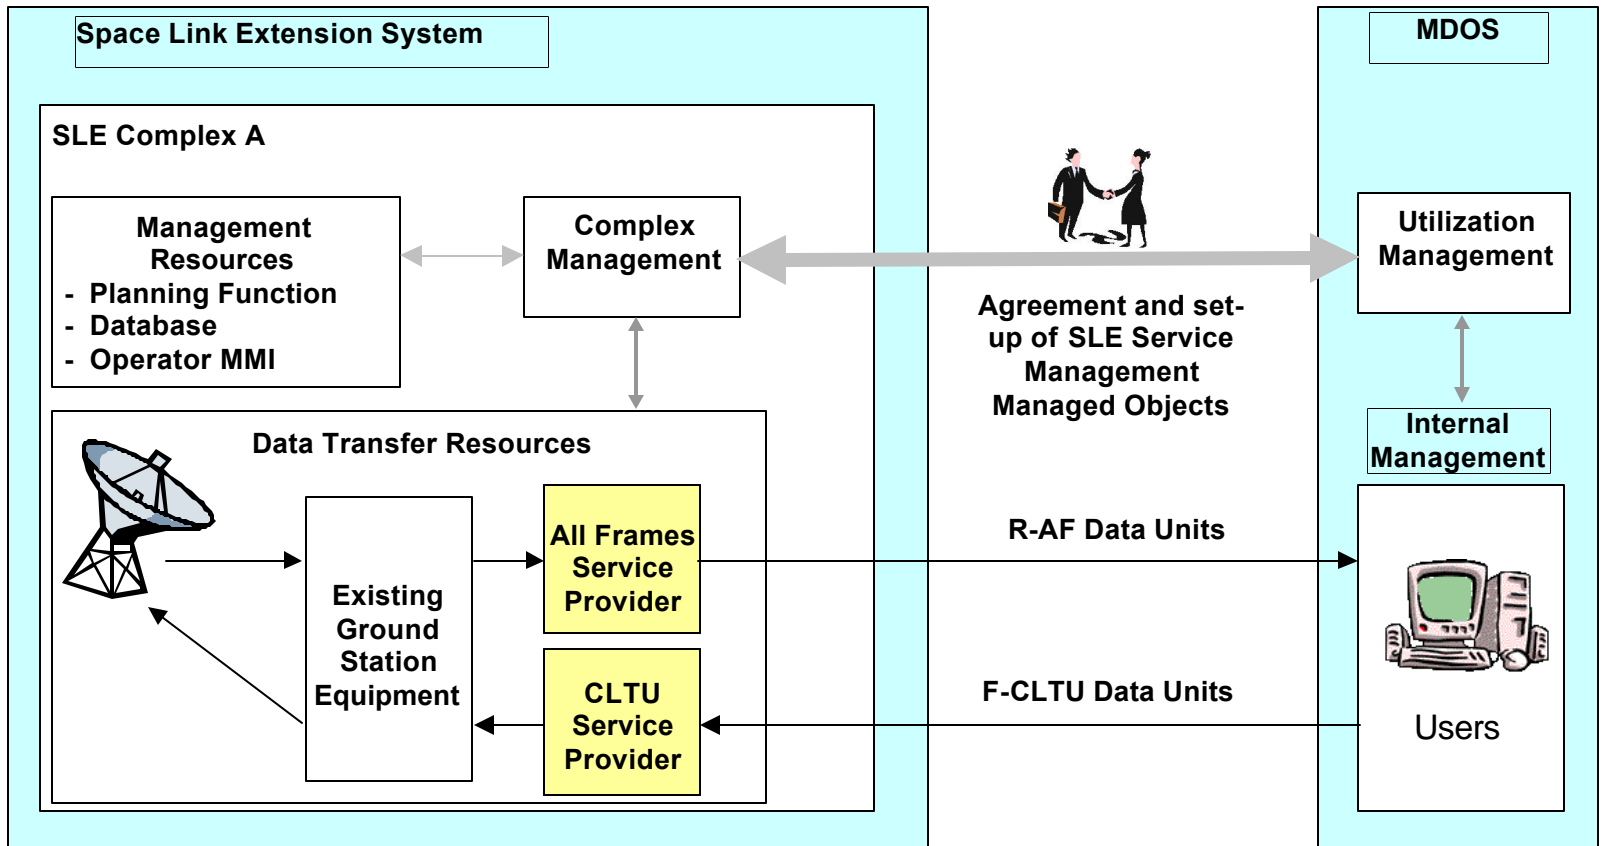 Space Link Extension System
MDOS
SLE Complex A
Management
Resources
- Planning Function
- Database
- Operator MMI
Complex
Management
Utilization
Management
Agreement and set-
up of SLE Service
Management
Managed Objects
Internal
Management
Data Transfer Resources
Existing
Ground
Station
Equipment
All Frames
Service
Provider
R-AF Data Units
CLTU
Service
Provider
F-CLTU Data Units
Users